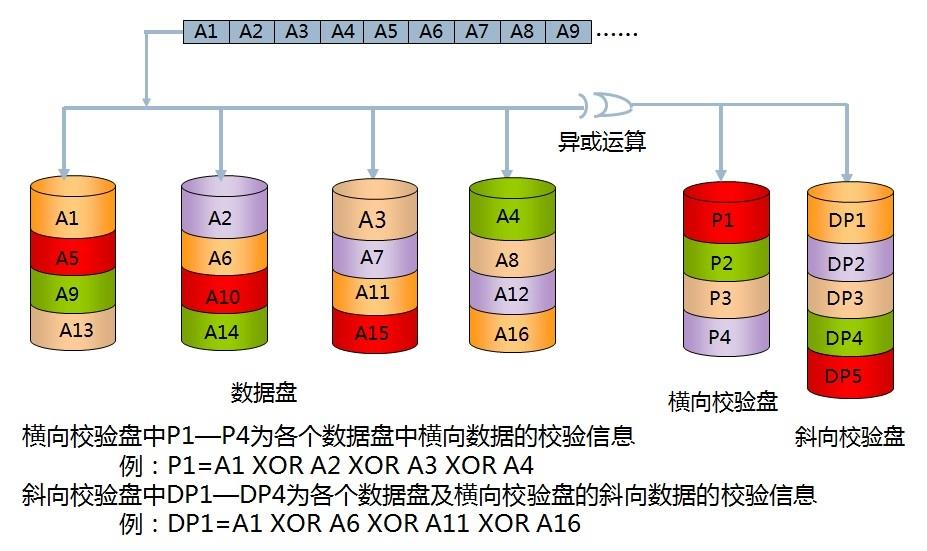 A1 A2 A3 A4 A5 A6 A7 A8 A9 ……
异或运算
A1 A2 A3 A4 P1 DP1
A5 A6 A7 A8 P2 DP2
A9 A10 A11 A12 P3 DP3
A13 A14 A15 A16 P4 DP4
DP5
数据盘 横向校验盘 斜向校验盘
横向校验盘中P1—P4为各个数据盘中横向数据的校验信息
例：P1=A1 XOR A2 XOR A3 XOR A4
斜向校验盘中DP1—DP4为各个数据盘及横向校验盘的斜向数据的校验信息
例：DP1=A1 XOR A6 XOR A11 XOR A16